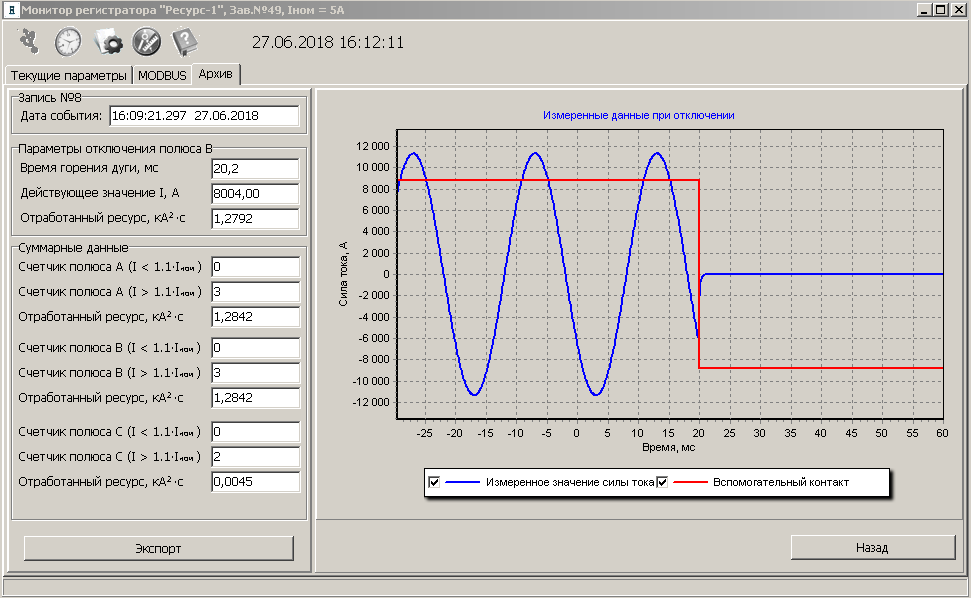 Монитор регистратора "Ресурс-1", Зав.№49, Iном = 5А
27.06.2018 16:12:11
Текущие параметры
MODBUS
Архив
Запись №8
Дата события: 16:09:21.297 27.06.2018
Параметры отключения полюса В
Время горения дуги, мс 20,2
Действующее значение I, А 8004,00
Отработанный ресурс, кА²·с 1,2792
Суммарные данные
Счетчик полюса А (I < 1.1·Iном) 0
Счетчик полюса А (I > 1.1·Iном) 3
Отработанный ресурс, кА²·с 1,2842
Счетчик полюса В (I < 1.1·Iном) 0
Счетчик полюса В (I > 1.1·Iном) 3
Отработанный ресурс, кА²·с 1,2842
Счетчик полюса С (I < 1.1·Iном) 0
Счетчик полюса С (I > 1.1·Iном) 2
Отработанный ресурс, кА²·с 0,0045
Экспорт
Измеренные данные при отключении
12 000
10 000
8 000
6 000
4 000
2 000
0
-2 000
-4 000
-6 000
-8 000
-10 000
-12 000
Сила тока, А
-25 -20 -15 -10 -5 0 5 10 15 20 25 30 35 40 45 50 55 60
Время, мс
Измеренное значение силы тока
Вспомогательный контакт
Назад